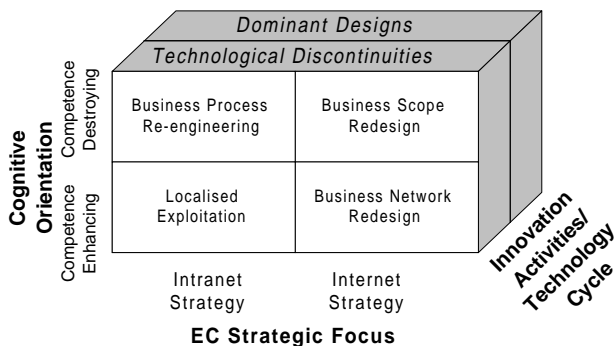 Dominant Designs
Technological Discontinuities
Cognitive
Orientation
Competence
Destroying
Competence
Enhancing
Business Process
Re-engineering
Business Scope
Redesign
Localised
Exploitation
Business Network
Redesign
Intranet
Strategy
Internet
Strategy
EC Strategic Focus
Innovation
Activities/
Technology
Cycle